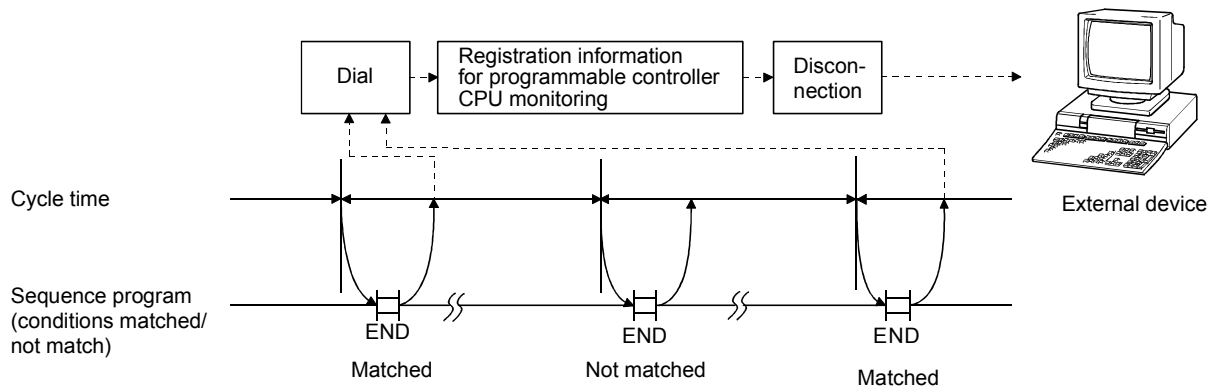 Dial
Registration information
for programmable controller
CPU monitoring
Discon-
nection
Cycle time
External device
Sequence program
(conditions matched/
not match)
END
END
END
Matched
Not matched
Matched